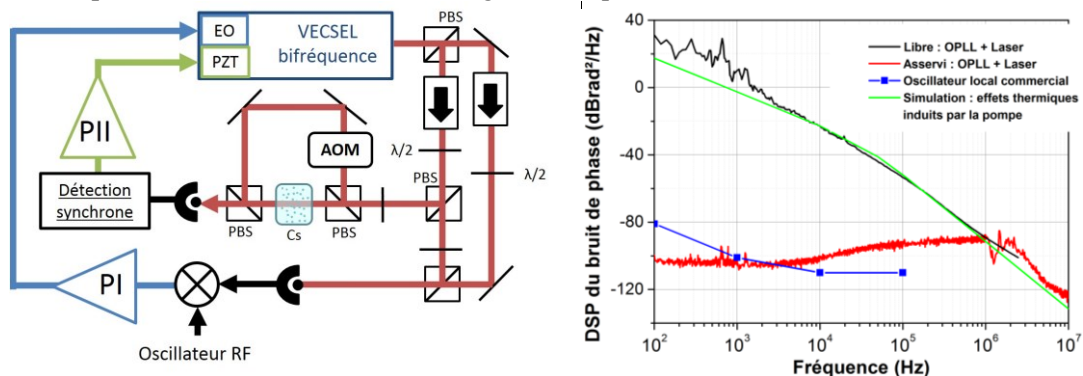 EO
PZT
VECSEL
bifréquence
PBS
PII
AOM
λ/2
PBS
λ/2
Détection
synchrone
PBS
Cs
PBS
PI
Oscillateur RF
DSP du bruit de phase (dBrad²/Hz)
40
0
-40
-80
-120
Libre : OPLL + Laser
Asservi : OPLL + Laser
Oscillateur local commercial
Simulation : effets thermiques
induits par la pompe
10²
10³
10⁴
10⁵
10⁶
10⁷
Fréquence (Hz)